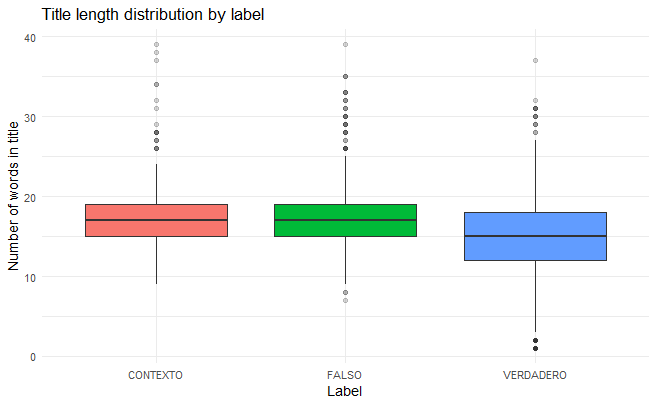 Title length distribution by label
Number of words in title
40
30
20
10
0
CONTEXTO
FALSO
VERDADERO
Label